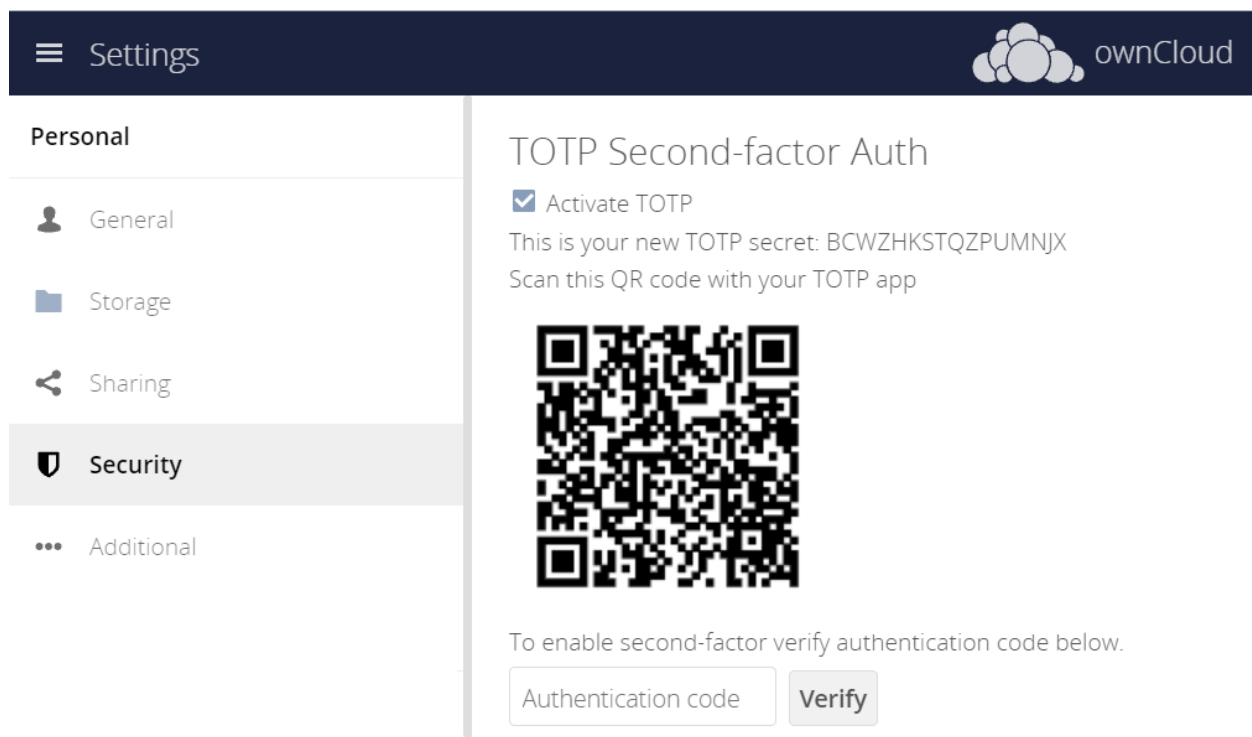 Settings
ownCloud
Personal
General
Storage
Sharing
Security
Additional
TOTP Second-factor Auth
Activate TOTP
This is your new TOTP secret: BCWZHKSTQZPUMNJX
Scan this QR code with your TOTP app
To enable second-factor verify authentication code below.
Authentication code
Verify